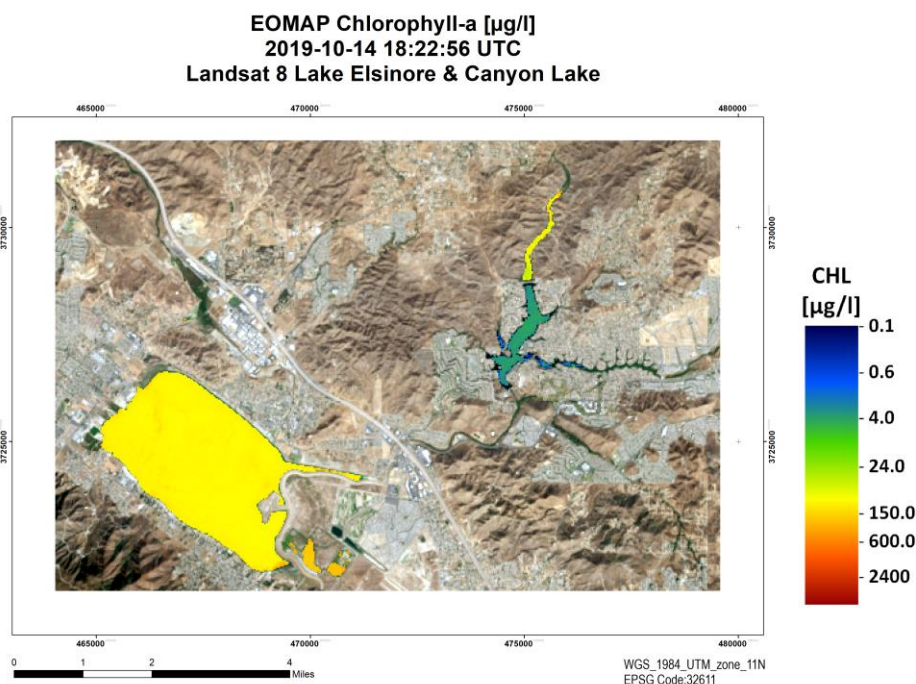 EOMAP Chlorophyll-a [µg/l]
2019-10-14 18:22:56 UTC
Landsat 8 Lake Elsinore & Canyon Lake
465000 470000 475000 480000
3730000 3730000
3725000 3725000
CHL
[µg/l]
0.1
0.6
4.0
24.0
150.0
600.0
2400
465000 470000 475000 480000
0 1 2 4
Miles
WGS_1984_UTM_zone_11N
EPSG Code:32611